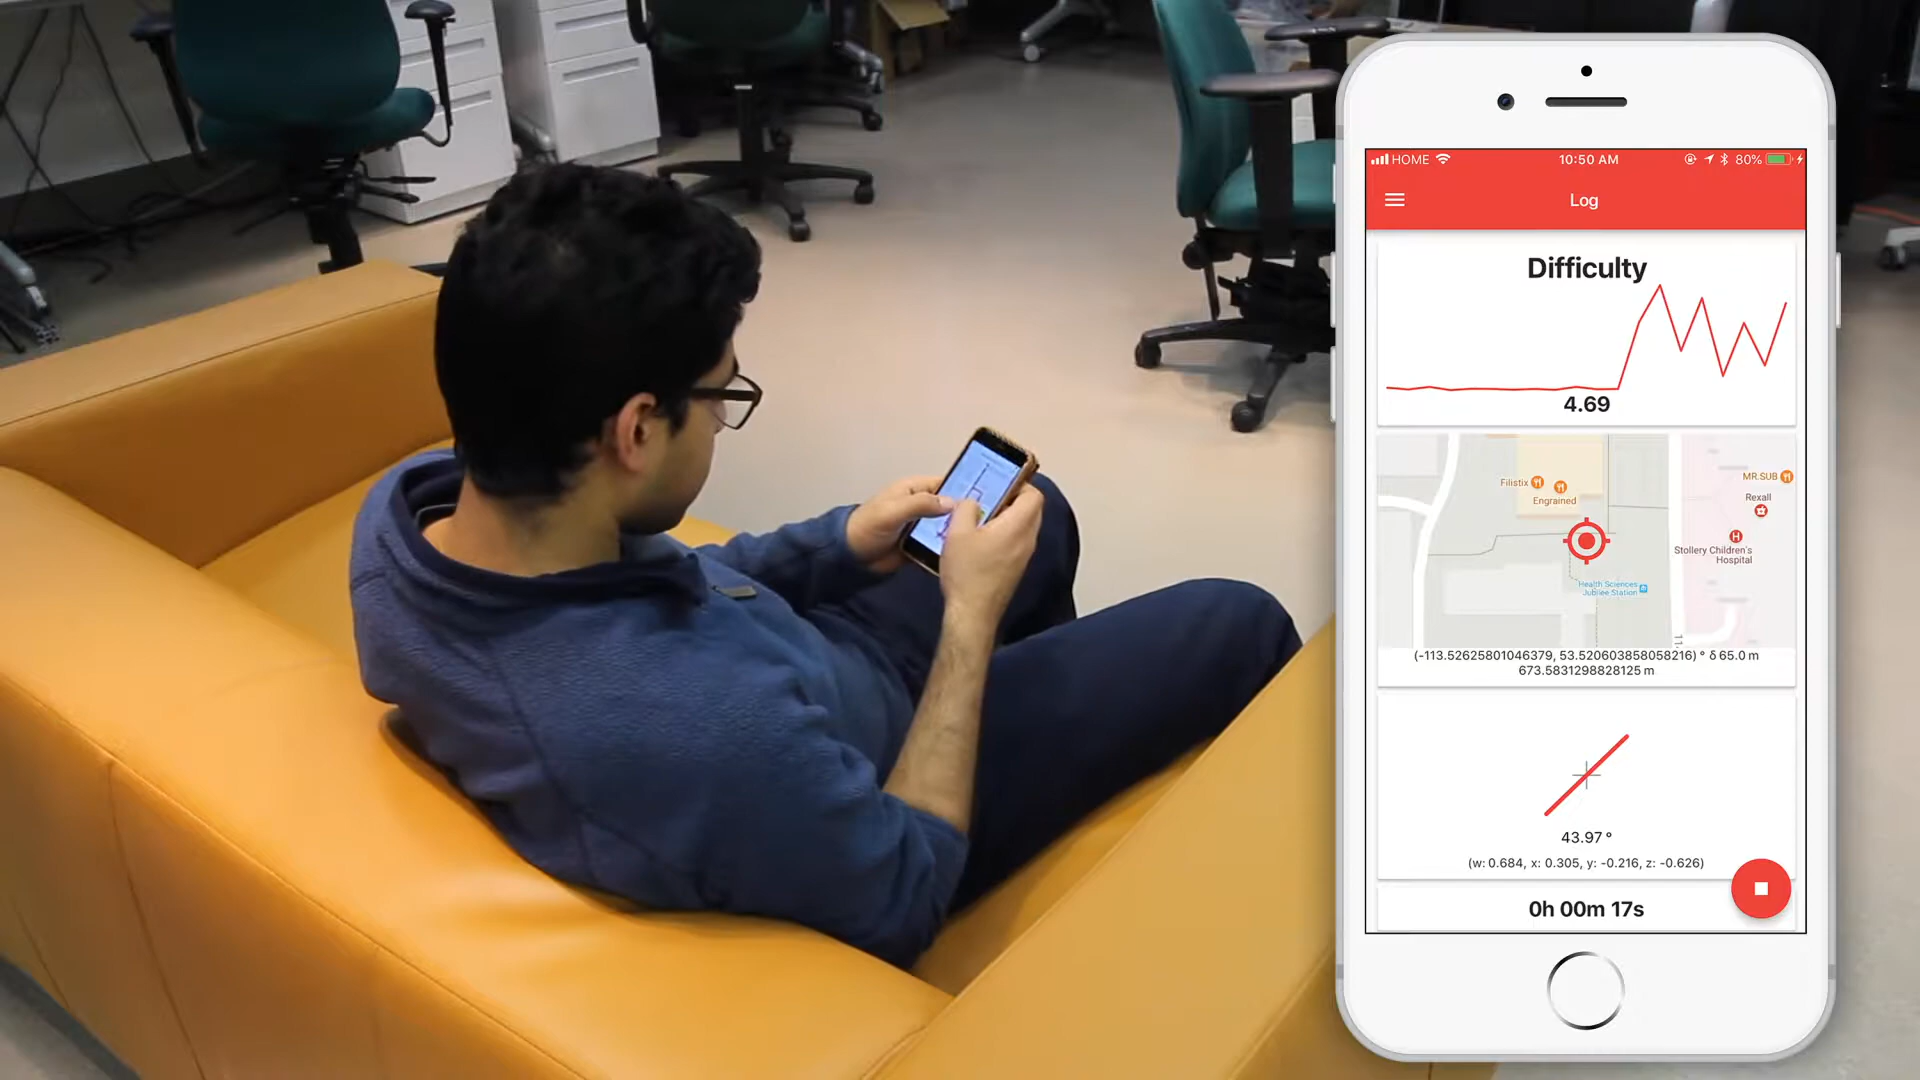 HOME
10:50 AM
80%
Log
Difficulty
4.69
Filistix
Engrained
MR.SUB
Rexall
Stollery Children's
Hospital
Health Sciences
Jubilee Station
(-113.52625801046379, 53.520603858058216) ° δ 65.0 m
673.5831298828125 m
43.97 °
(w: 0.684, x: 0.305, y: -0.216, z: -0.626)
0h 00m 17s